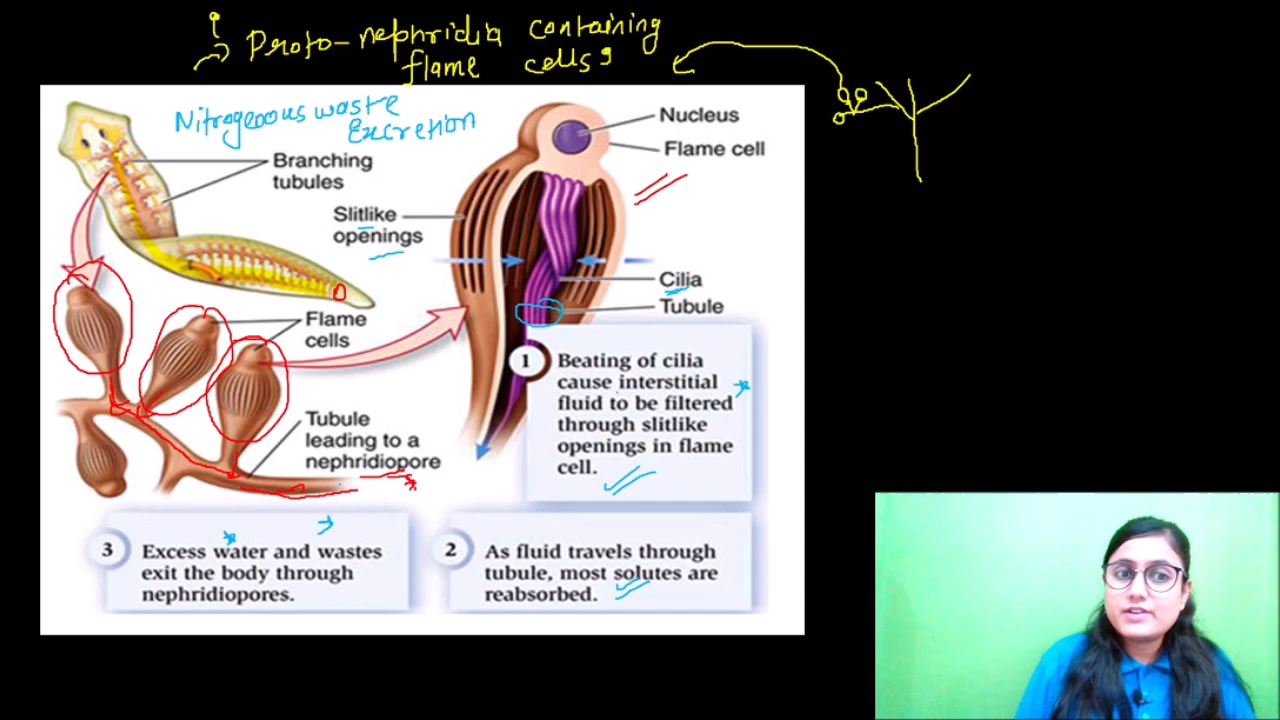 Proto-nephridia containing
flame cells
Nitrogeneous waste
Excretion
Branching
tubules
Slitlike
openings
Nucleus
Flame cell
Cilia
Tubule
Flame
cells
Tubule
leading to a
nephridiopore
1 Beating of cilia
cause interstitial
fluid to be filtered
through slitlike
openings in flame
cell.
3 Excess water and wastes
exit the body through
nephridiopores.
2 As fluid travels through
tubule, most solutes are
reabsorbed.